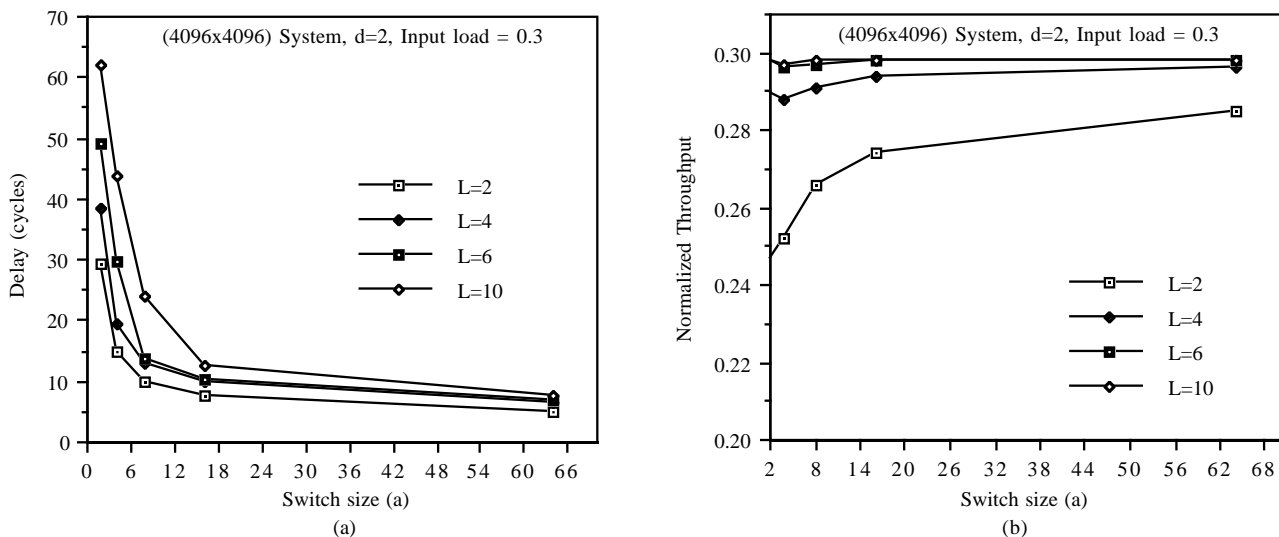 (4096x4096) System, d=2, Input load = 0.3
Delay (cycles)
70
60
50
40
30
20
10
0
L=2
L=4
L=6
L=10
0 6 12 18 24 30 36 42 48 54 60 66
Switch size (a)
(a)
(4096x4096) System, d=2, Input load = 0.3
Normalized Throughput
0.30
0.28
0.26
0.24
0.22
0.20
L=2
L=4
L=6
L=10
2 8 14 20 26 32 38 44 50 56 62 68
Switch size (a)
(b)